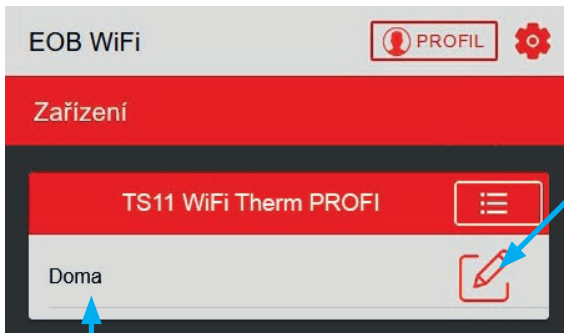 EOB WiFi
PROFIL
Zařízení
TS11 WiFi Therm PROFI
Doma